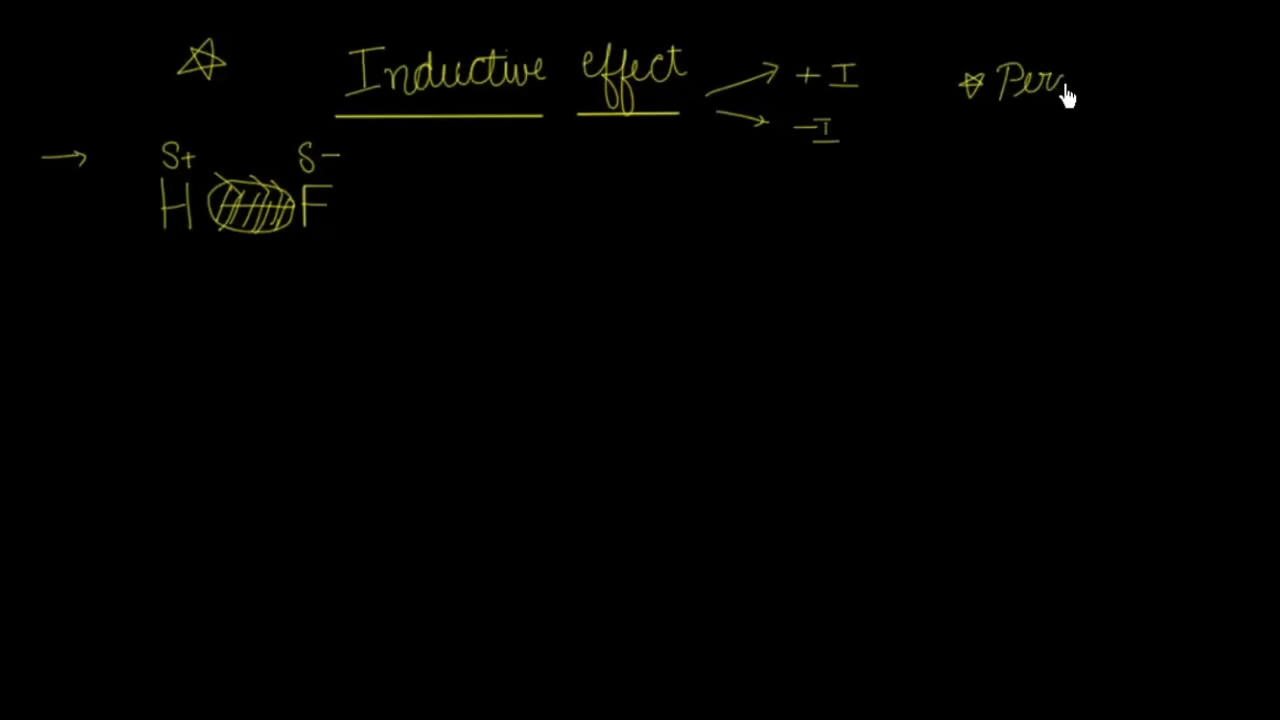 Inductive effect + I
- I
Per
δ+ δ-
H F